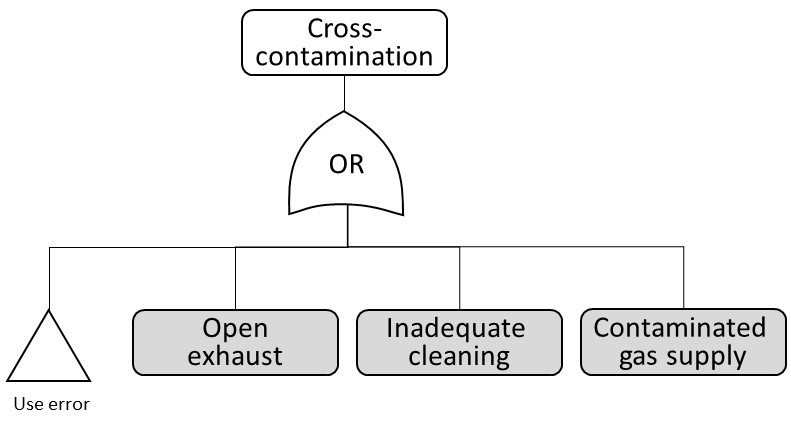 Cross-
contamination
OR
Open
exhaust
Inadequate
cleaning
Contaminated
gas supply
Use error